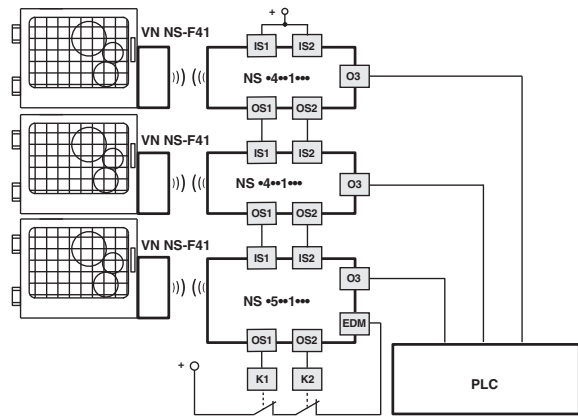 +
VN NS-F41
IS1 IS2
NS •4••1•••
O3
OS1 OS2
VN NS-F41
IS1 IS2
NS •4••1•••
O3
OS1 OS2
VN NS-F41
IS1 IS2
NS •5••1•••
O3
EDM
OS1 OS2
+
K1 K2
PLC